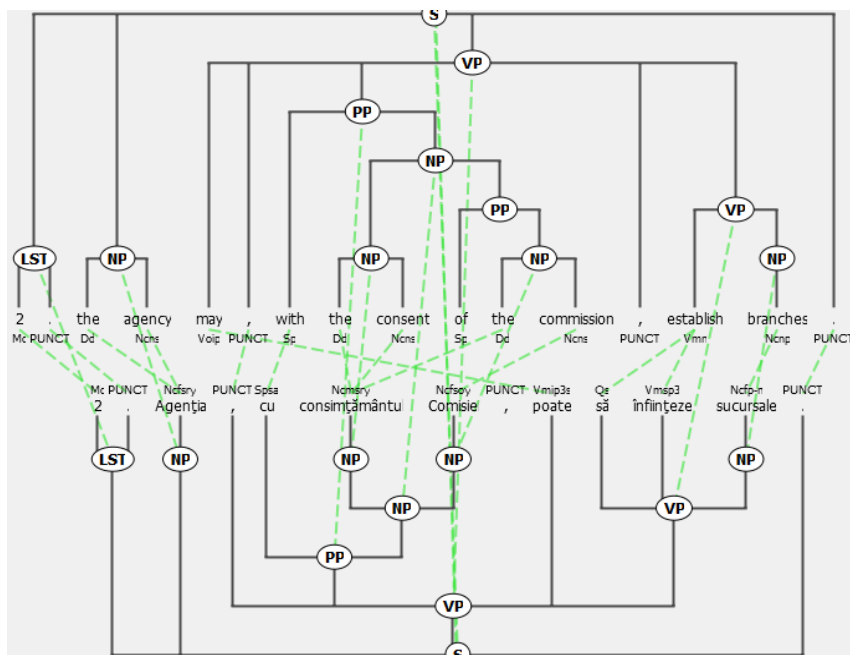 S
VP
PP
NP
PP VP
LST NP NP NP NP
2 . the agency may , with the consent of the commission , establish branches .
Mc PUNCT Dd Ncns Voip PUNCT Sp Dd Ncns Sp Dd Ncns PUNCT Vmn Ncnp PUNCT
Mc PUNCT Ncfsry PUNCT Spsa Ncmsry Ncfsoy PUNCT Vmip3s Qs Vmsp3 Ncfp-n PUNCT
2 . Agenţia , cu consimţământul Comisiei , poate să înfiinţeze sucursale .
LST NP NP NP NP
NP VP
PP
VP
S